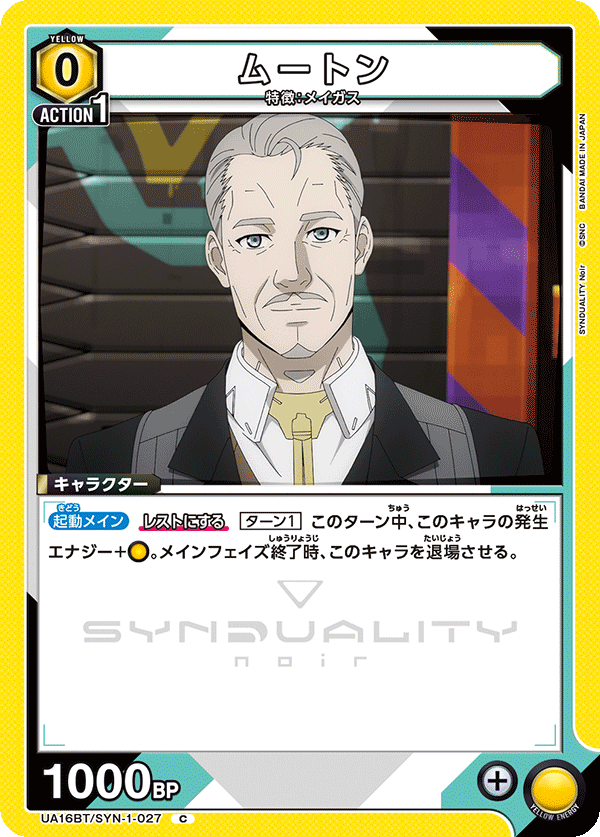 YELLOW
0
ACTION 1
ムートン
特徴:メイガス
BANDAI MADE IN JAPAN
©SNC
SYNDUALITY Noir
キャラクター
起動メイン レストにする ターン1 このターン中、このキャラの発生
エナジー+。メインフェイズ終了時、このキャラを退場させる。
SYNDUALITY
noir
1000BP
+
YELLOW ENERGY
UA16BT/SYN-1-027 C